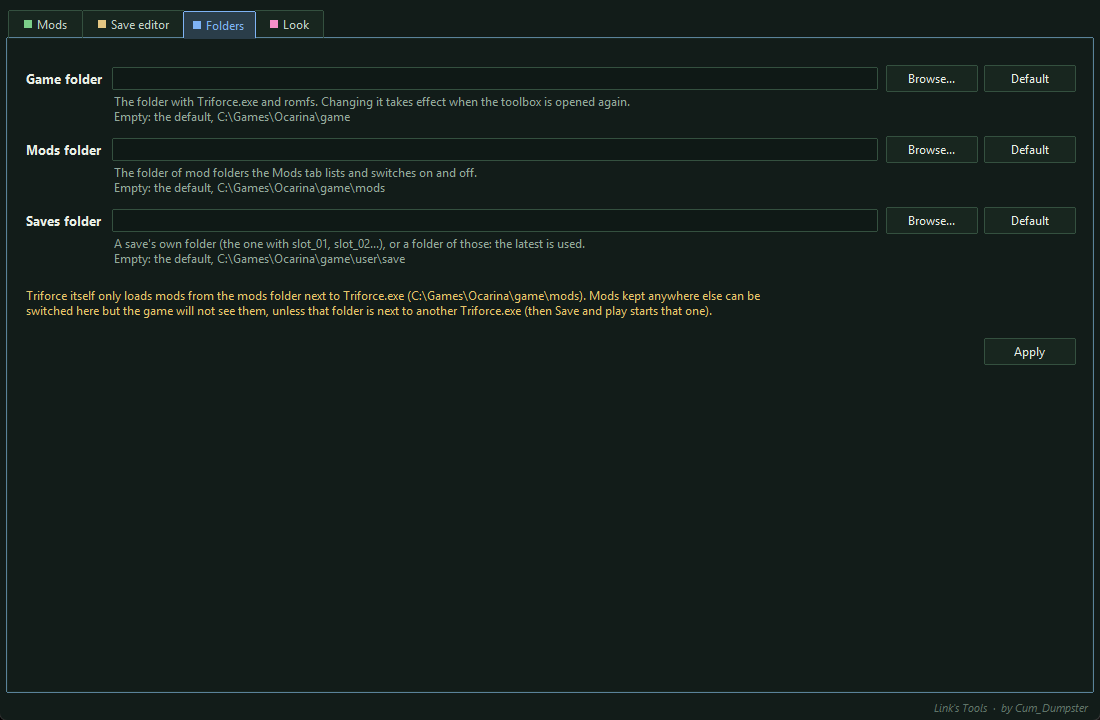 Mods
Save editor
Folders
Look
Game folder
Browse...
Default
The folder with Triforce.exe and romfs. Changing it takes effect when the toolbox is opened again.
Empty: the default, C:\Games\Ocarina\game
Mods folder
Browse...
Default
The folder of mod folders the Mods tab lists and switches on and off.
Empty: the default, C:\Games\Ocarina\game\mods
Saves folder
Browse...
Default
A save's own folder (the one with slot_01, slot_02...), or a folder of those: the latest is used.
Empty: the default, C:\Games\Ocarina\game\user\save
Triforce itself only loads mods from the mods folder next to Triforce.exe (C:\Games\Ocarina\game\mods). Mods kept anywhere else can be
switched here but the game will not see them, unless that folder is next to another Triforce.exe (then Save and play starts that one).
Apply
Link's Tools · by Cum_Dumpster